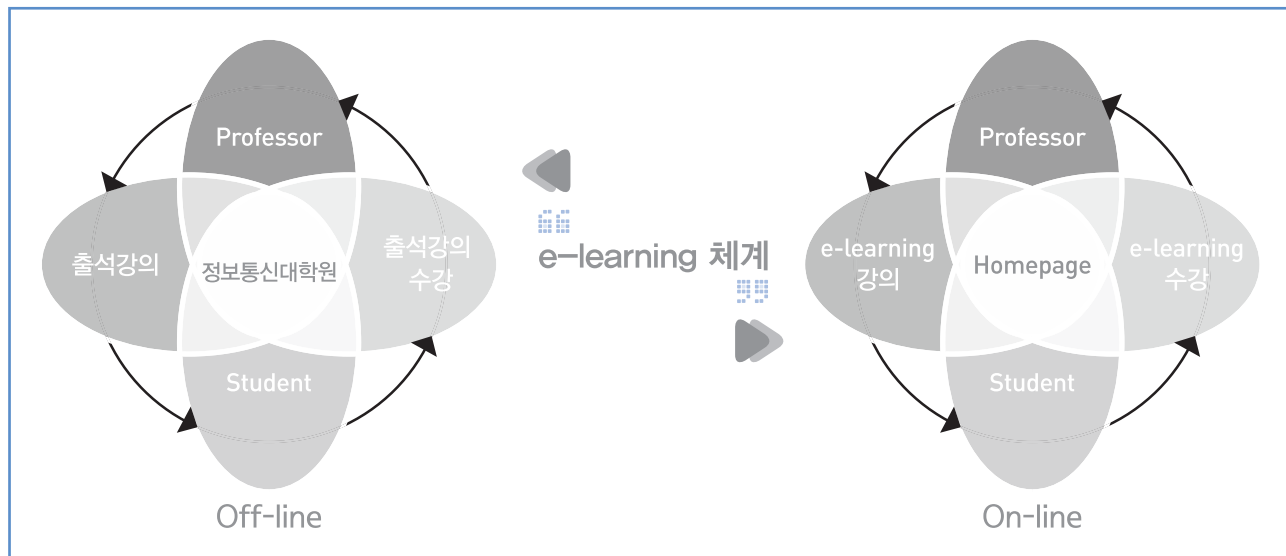 Professor
출석강의
정보통신대학원
출석강의
수강
Student
Off-line
“
e-learning 체계
”
Professor
e-learning
강의
Homepage
e-learning
수강
Student
On-line